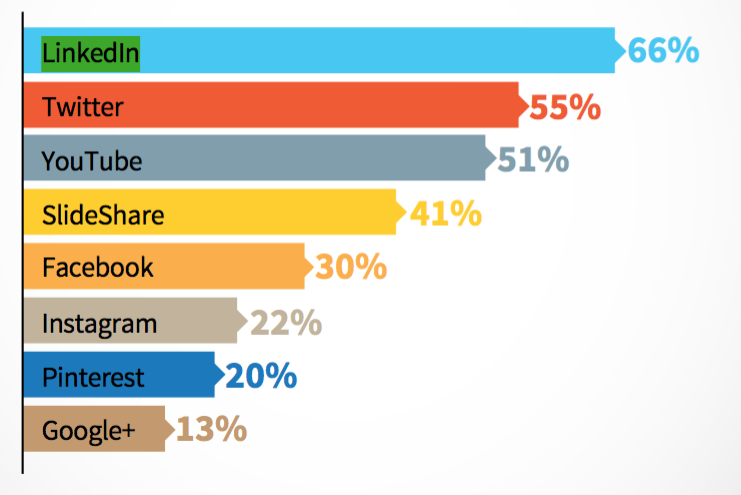 LinkedIn 66%
Twitter 55%
YouTube 51%
SlideShare 41%
Facebook 30%
Instagram 22%
Pinterest 20%
Google+ 13%